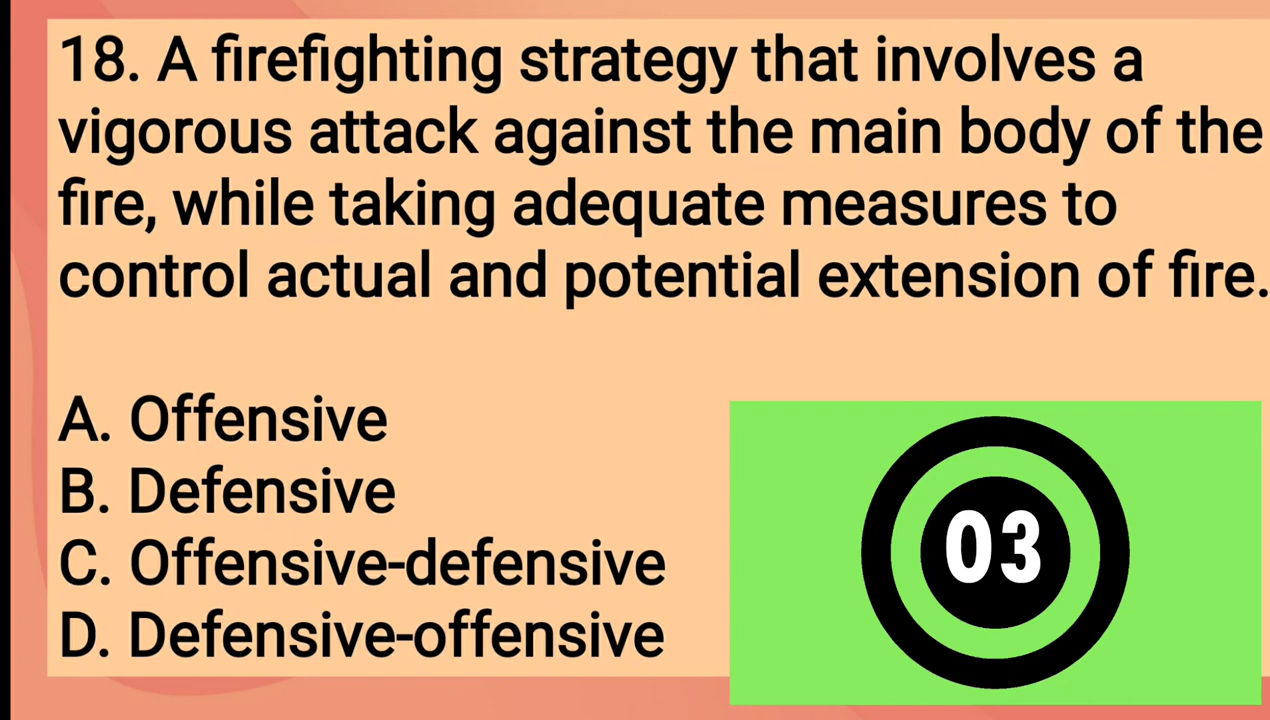 18. A firefighting strategy that involves a
vigorous attack against the main body of the
fire, while taking adequate measures to
control actual and potential extension of fire.
A. Offensive
B. Defensive
C. Offensive-defensive
D. Defensive-offensive
03